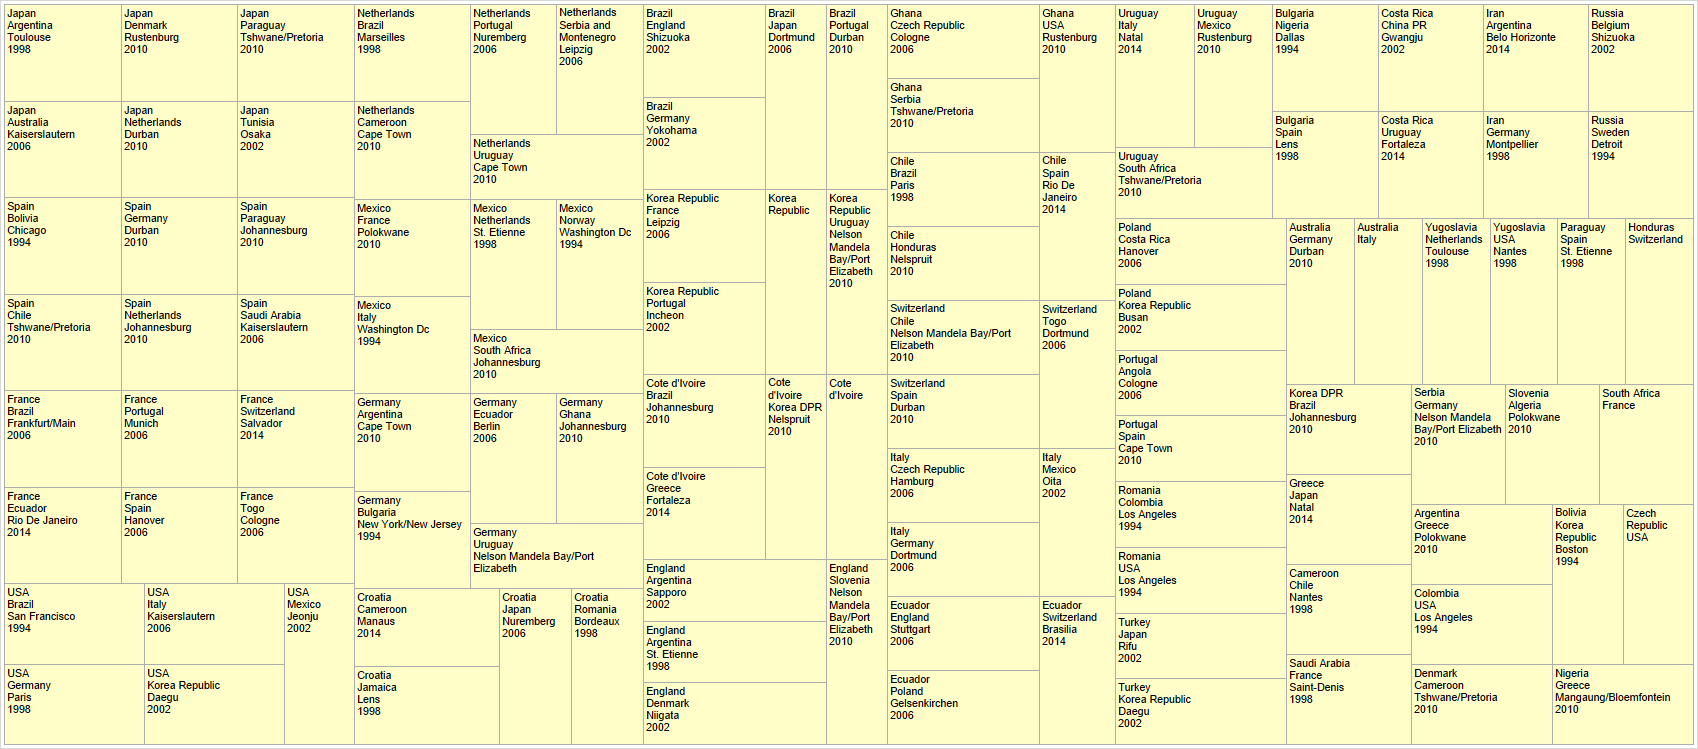 Japan
Argentina
Toulouse
1998
Japan
Denmark
Rustenburg
2010
Japan
Paraguay
Tshwane/Pretoria
2010
Japan
Australia
Kaiserslautern
2006
Japan
Netherlands
Durban
2010
Japan
Tunisia
Osaka
2002
Spain
Bolivia
Chicago
1994
Spain
Germany
Durban
2010
Spain
Paraguay
Johannesburg
2010
Spain
Chile
Tshwane/Pretoria
2010
Spain
Netherlands
Johannesburg
2010
Spain
Saudi Arabia
Kaiserslautern
2006
France
Brazil
Frankfurt/Main
2006
France
Portugal
Munich
2006
France
Switzerland
Salvador
2014
France
Ecuador
Rio De Janeiro
2014
France
Spain
Hanover
2006
France
Togo
Cologne
2006
USA
Brazil
San Francisco
1994
USA
Italy
Kaiserslautern
2006
USA
Mexico
Jeonju
2002
USA
Germany
Paris
1998
USA
Korea Republic
Daegu
2002
Netherlands
Brazil
Marseilles
1998
Netherlands
Portugal
Nuremberg
2006
Netherlands
Serbia and
Montenegro
Leipzig
2006
Netherlands
Cameroon
Cape Town
2010
Netherlands
Uruguay
Cape Town
2010
Mexico
France
Polokwane
2010
Mexico
Netherlands
St. Etienne
1998
Mexico
Norway
Washington Dc
1994
Mexico
Italy
Washington Dc
1994
Mexico
South Africa
Johannesburg
2010
Germany
Argentina
Cape Town
2010
Germany
Ecuador
Berlin
2006
Germany
Ghana
Johannesburg
2010
Germany
Bulgaria
New York/New Jersey
1994
Germany
Uruguay
Nelson Mandela Bay/Port
Elizabeth
Croatia
Cameroon
Manaus
2014
Croatia
Japan
Nuremberg
2006
Croatia
Romania
Bordeaux
1998
Croatia
Jamaica
Lens
1998
Brazil
England
Shizuoka
2002
Brazil
Japan
Dortmund
2006
Brazil
Portugal
Durban
2010
Brazil
Germany
Yokohama
2002
Korea Republic
France
Leipzig
2006
Korea
Republic
Korea
Republic
Uruguay
Nelson
Mandela
Bay/Port
Elizabeth
2010
Korea Republic
Portugal
Incheon
2002
Cote d'Ivoire
Brazil
Johannesburg
2010
Cote
d'Ivoire
Korea DPR
Nelspruit
2010
Cote
d'Ivoire
Cote d'Ivoire
Greece
Fortaleza
2014
England
Argentina
Sapporo
2002
England
Slovenia
Nelson
Mandela
Bay/Port
Elizabeth
2010
England
Argentina
St. Etienne
1998
England
Denmark
Niigata
2002
Ghana
Czech Republic
Cologne
2006
Ghana
USA
Rustenburg
2010
Ghana
Serbia
Tshwane/Pretoria
2010
Chile
Brazil
Paris
1998
Chile
Spain
Rio De
Janeiro
2014
Chile
Honduras
Nelspruit
2010
Switzerland
Chile
Nelson Mandela Bay/Port
Elizabeth
2010
Switzerland
Togo
Dortmund
2006
Switzerland
Spain
Durban
2010
Italy
Czech Republic
Hamburg
2006
Italy
Mexico
Oita
2002
Italy
Germany
Dortmund
2006
Ecuador
England
Stuttgart
2006
Ecuador
Switzerland
Brasilia
2014
Ecuador
Poland
Gelsenkirchen
2006
Uruguay
Italy
Natal
2014
Uruguay
Mexico
Rustenburg
2010
Uruguay
South Africa
Tshwane/Pretoria
2010
Poland
Costa Rica
Hanover
2006
Poland
Korea Republic
Busan
2002
Portugal
Angola
Cologne
2006
Portugal
Spain
Cape Town
2010
Romania
Colombia
Los Angeles
1994
Romania
USA
Los Angeles
1994
Turkey
Japan
Rifu
2002
Turkey
Korea Republic
Daegu
2002
Bulgaria
Nigeria
Dallas
1994
Costa Rica
China PR
Gwangju
2002
Iran
Argentina
Belo Horizonte
2014
Russia
Belgium
Shizuoka
2002
Bulgaria
Spain
Lens
1998
Costa Rica
Uruguay
Fortaleza
2014
Iran
Germany
Montpellier
1998
Russia
Sweden
Detroit
1994
Australia
Germany
Durban
2010
Australia
Italy
Yugoslavia
Netherlands
Toulouse
1998
Yugoslavia
USA
Nantes
1998
Paraguay
Spain
St. Etienne
1998
Honduras
Switzerland
Korea DPR
Brazil
Johannesburg
2010
Serbia
Germany
Nelson Mandela
Bay/Port Elizabeth
2010
Slovenia
Algeria
Polokwane
2010
South Africa
France
Greece
Japan
Natal
2014
Cameroon
Chile
Nantes
1998
Saudi Arabia
France
Saint-Denis
1998
Argentina
Greece
Polokwane
2010
Bolivia
Korea
Republic
Boston
1994
Czech
Republic
USA
Colombia
USA
Los Angeles
1994
Denmark
Cameroon
Tshwane/Pretoria
2010
Nigeria
Greece
Mangaung/Bloemfontein
2010